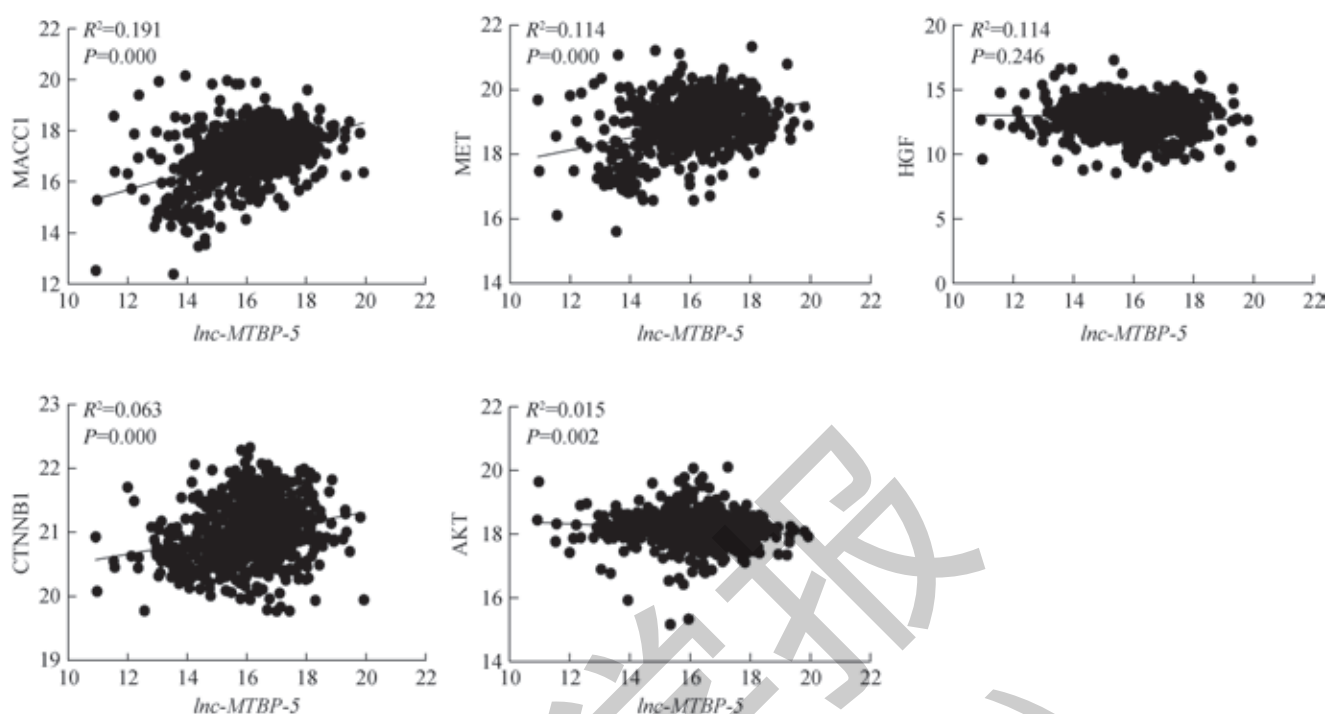 R²=0.191
P=0.000
MACC1
22
20
18
16
14
12
10 12 14 16 18 20 22
lnc-MTBP-5
R²=0.114
P=0.000
MET
22
20
18
16
14
10 12 14 16 18 20 22
lnc-MTBP-5
R²=0.114
P=0.246
HGF
20
15
10
5
0
10 12 14 16 18 20 22
lnc-MTBP-5
R²=0.063
P=0.000
CTNNB1
23
22
21
20
19
10 12 14 16 18 20 22
lnc-MTBP-5
R²=0.015
P=0.002
AKT
22
20
18
16
14
10 12 14 16 18 20 22
lnc-MTBP-5
学报